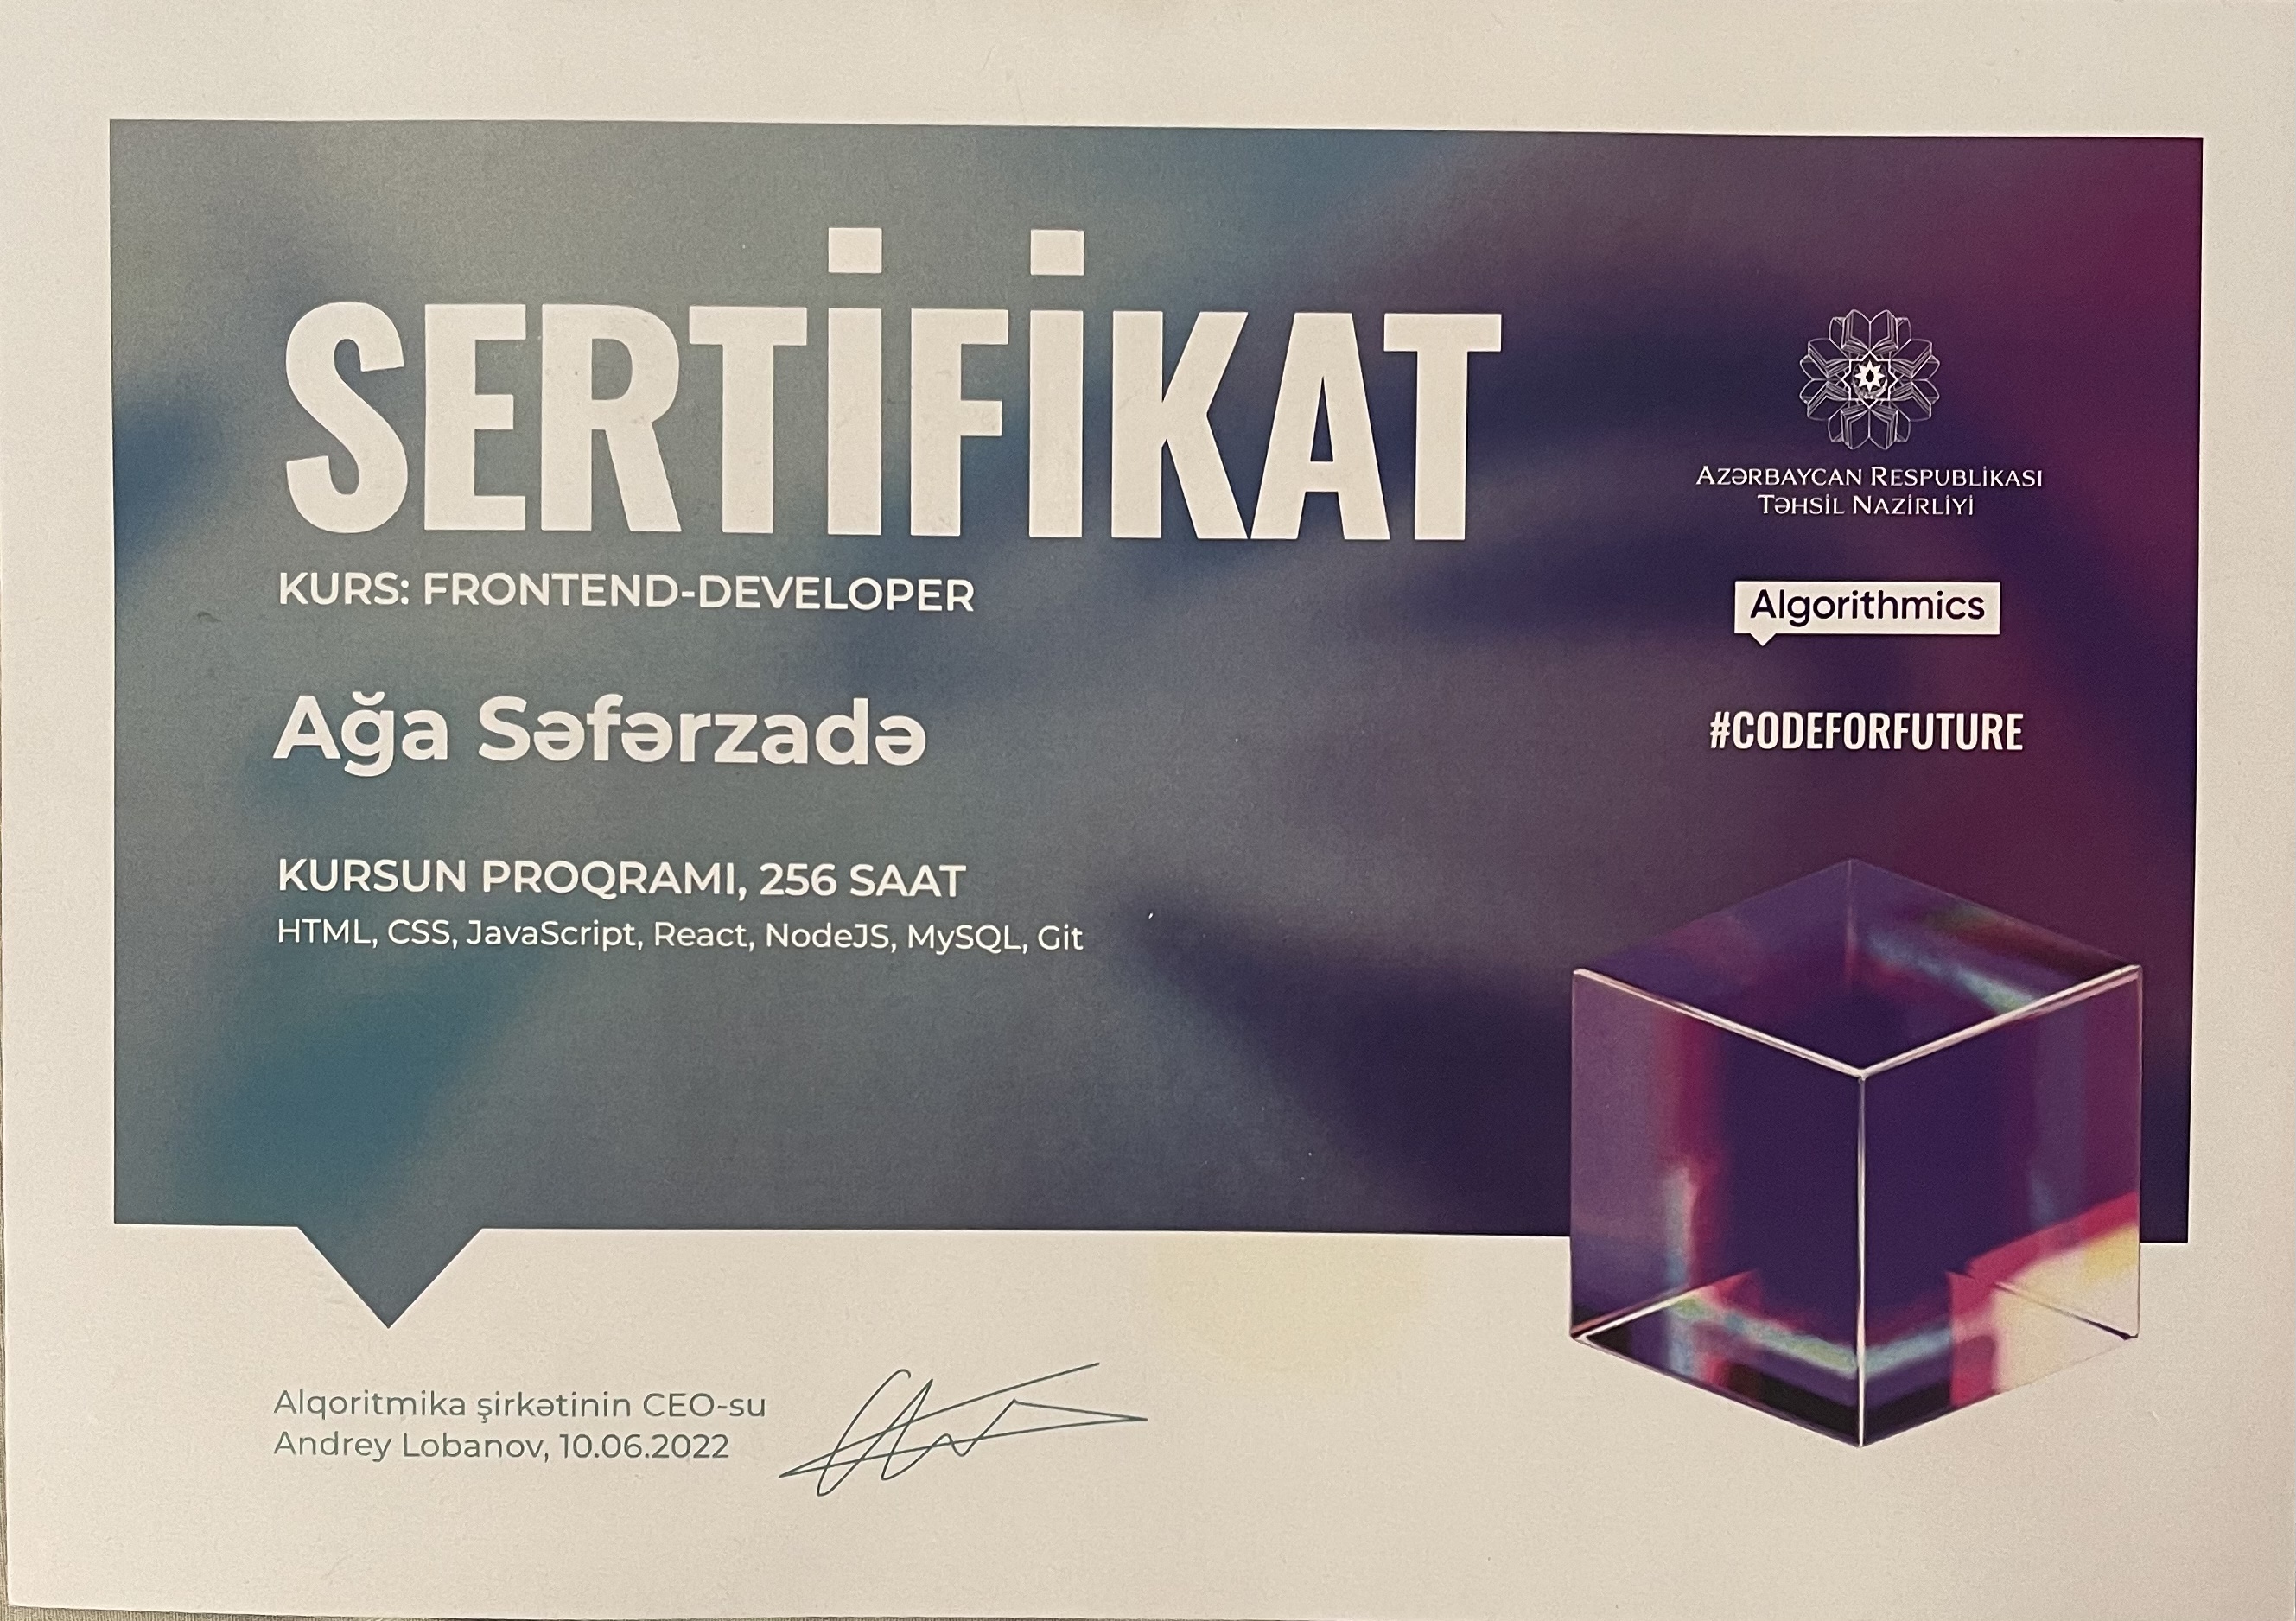 SERTİFİKAT
KURS: FRONTEND-DEVELOPER
Ağa Səfərzadə
KURSUN PROQRAMI, 256 SAAT
HTML, CSS, JavaScript, React, NodeJS, MySQL, Git
AZƏRBAYCAN RESPUBLİKASI
TƏHSİL NAZİRLİYİ
Algorithmics
#CODEFORFUTURE
Alqoritmika şirkətinin CEO-su
Andrey Lobanov, 10.06.2022